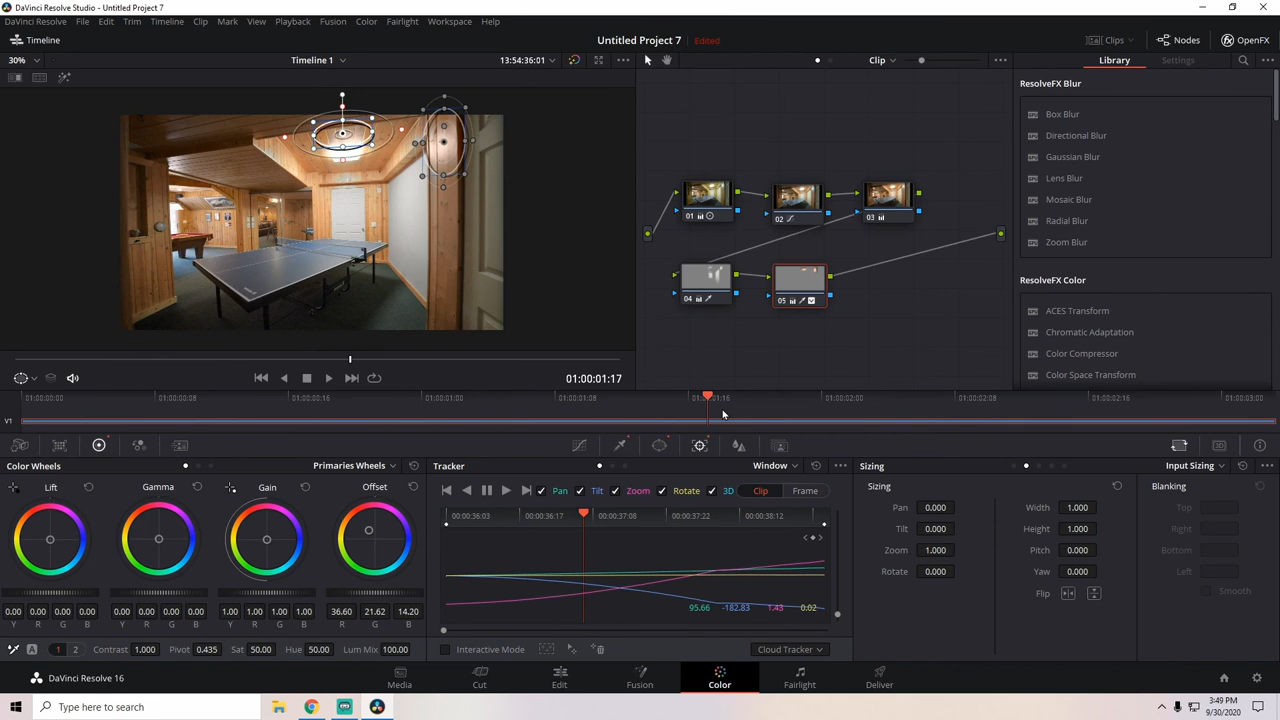 DaVinci Resolve Studio - Untitled Project 7
DaVinci Resolve File Edit Trim Timeline Clip Mark View Playback Fusion Color Fairlight Workspace Help
Timeline Untitled Project 7 Edited Clips Nodes OpenFX
30% Timeline 1 13:54:36:01 Clip Library Settings
ResolveFX Blur
Box Blur
Directional Blur
Gaussian Blur
Lens Blur
Mosaic Blur
Radial Blur
Zoom Blur
ResolveFX Color
ACES Transform
Chromatic Adaptation
Color Compressor
Color Space Transform
01 02 03
04 05
01:00:01:17
01:00:00:00 01:00:00:08 01:00:00:16 01:00:01:00 01:00:01:08 01:00:01:16 01:00:02:00 01:00:02:08 01:00:02:16 01:00:03:00
V1
Color Wheels Primaries Wheels Tracker Window Sizing Input Sizing
Lift Gamma Gain Offset
Pan Tilt Zoom Rotate 3D Clip Frame
00:00:36:03 00:00:36:17 00:00:37:08 00:00:37:22 00:00:38:12
95.66 -182.83 1.43 0.02
Sizing Blanking
Pan 0.000 Width 1.000 Top
Tilt 0.000 Height 1.000 Right
Zoom 1.000 Pitch 0.000 Bottom
Rotate 0.000 Yaw 0.000 Left
Flip Smooth
0.00 0.00 0.00 0.00 0.00 0.00 0.00 0.00 1.00 1.00 1.00 1.00 36.60 21.62 14.20
Y R G B Y R G B Y R G B R G B
A 1 2 Contrast 1.000 Pivot 0.435 Sat 50.00 Hue 50.00 Lum Mix 100.00
Interactive Mode Cloud Tracker
DaVinci Resolve 16 Media Cut Edit Fusion Color Fairlight Deliver
Type here to search
3:49 PM
9/30/2020